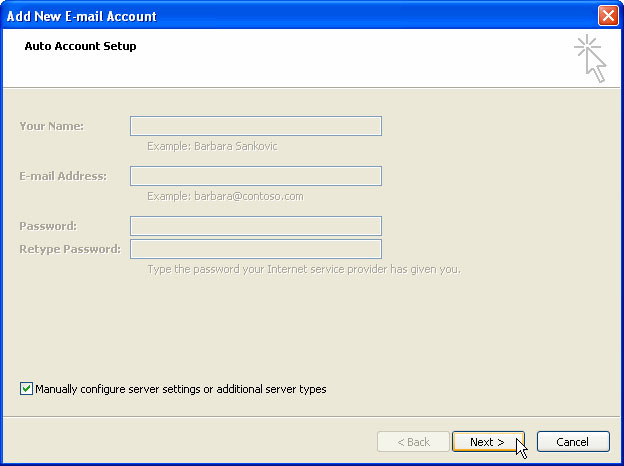 Add New E-mail Account
Auto Account Setup
Your Name:
Example: Barbara Sankovic
E-mail Address:
Example: barbara@contoso.com
Password:
Retype Password:
Type the password your Internet service provider has given you.
Manually configure server settings or additional server types
< Back Next > Cancel